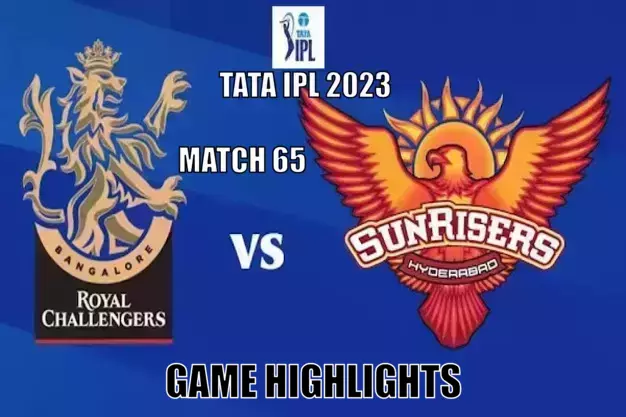 TATA
IPL
TATA IPL 2023
MATCH 65
BANGALORE
ROYAL
CHALLENGERS
VS
SUNRISERS
HYDERABAD
GAME HIGHLIGHTS